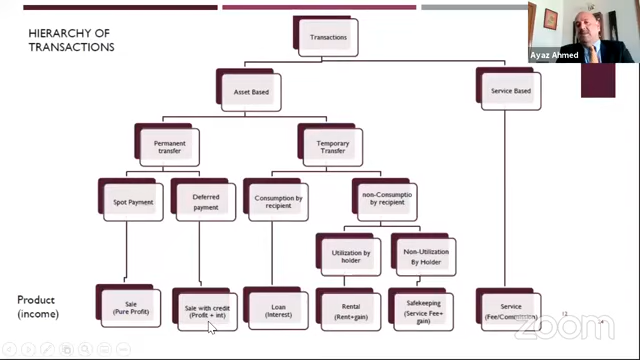 HIERARCHY OF
TRANSACTIONS
Ayaz Ahmed
Transactions
Asset Based
Service Based
Permanent
transfer
Temporary
Transfer
Spot Payment
Deferred
payment
Consumption by
recipient
non-Consumptio
by recipient
Utilization by
holder
Non-Utilization
By Holder
Product
(income)
Sale
(Pure Profit)
Sale with credit
(Profit + int)
Loan
(Interest)
Rental
(Rent+gain)
Safekeeping
(Service Fee+
gain)
Service
(Fee/Commission)
12
zoom